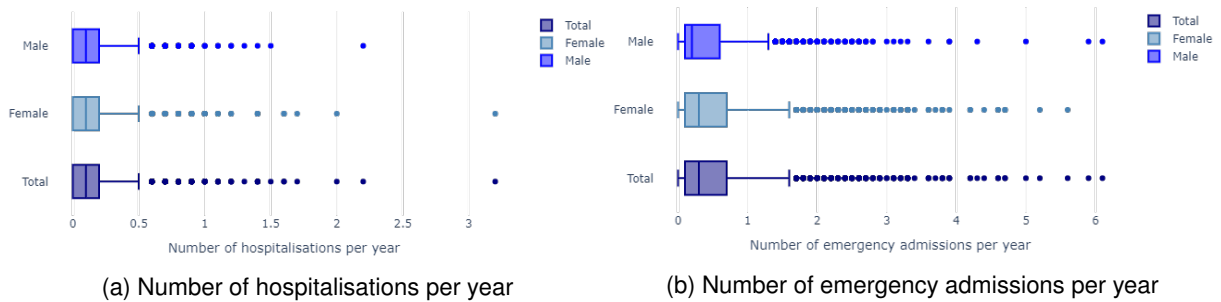 Male
Female
Total
0 0.5 1 1.5 2 2.5 3
Number of hospitalisations per year
Total
Female
Male
(a) Number of hospitalisations per year
Male
Female
Total
0 1 2 3 4 5 6
Number of emergency admissions per year
Total
Female
Male
(b) Number of emergency admissions per year